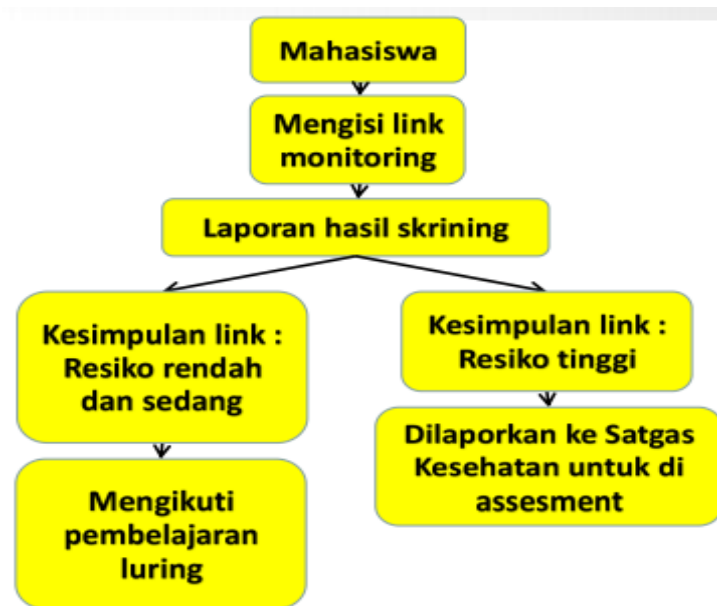 Mahasiswa
Mengisi link
monitoring
Laporan hasil skrining
Kesimpulan link :
Resiko rendah
dan sedang
Mengikuti
pembelajaran
luring
Kesimpulan link :
Resiko tinggi
Dilaporkan ke Satgas
Kesehatan untuk di
assesment